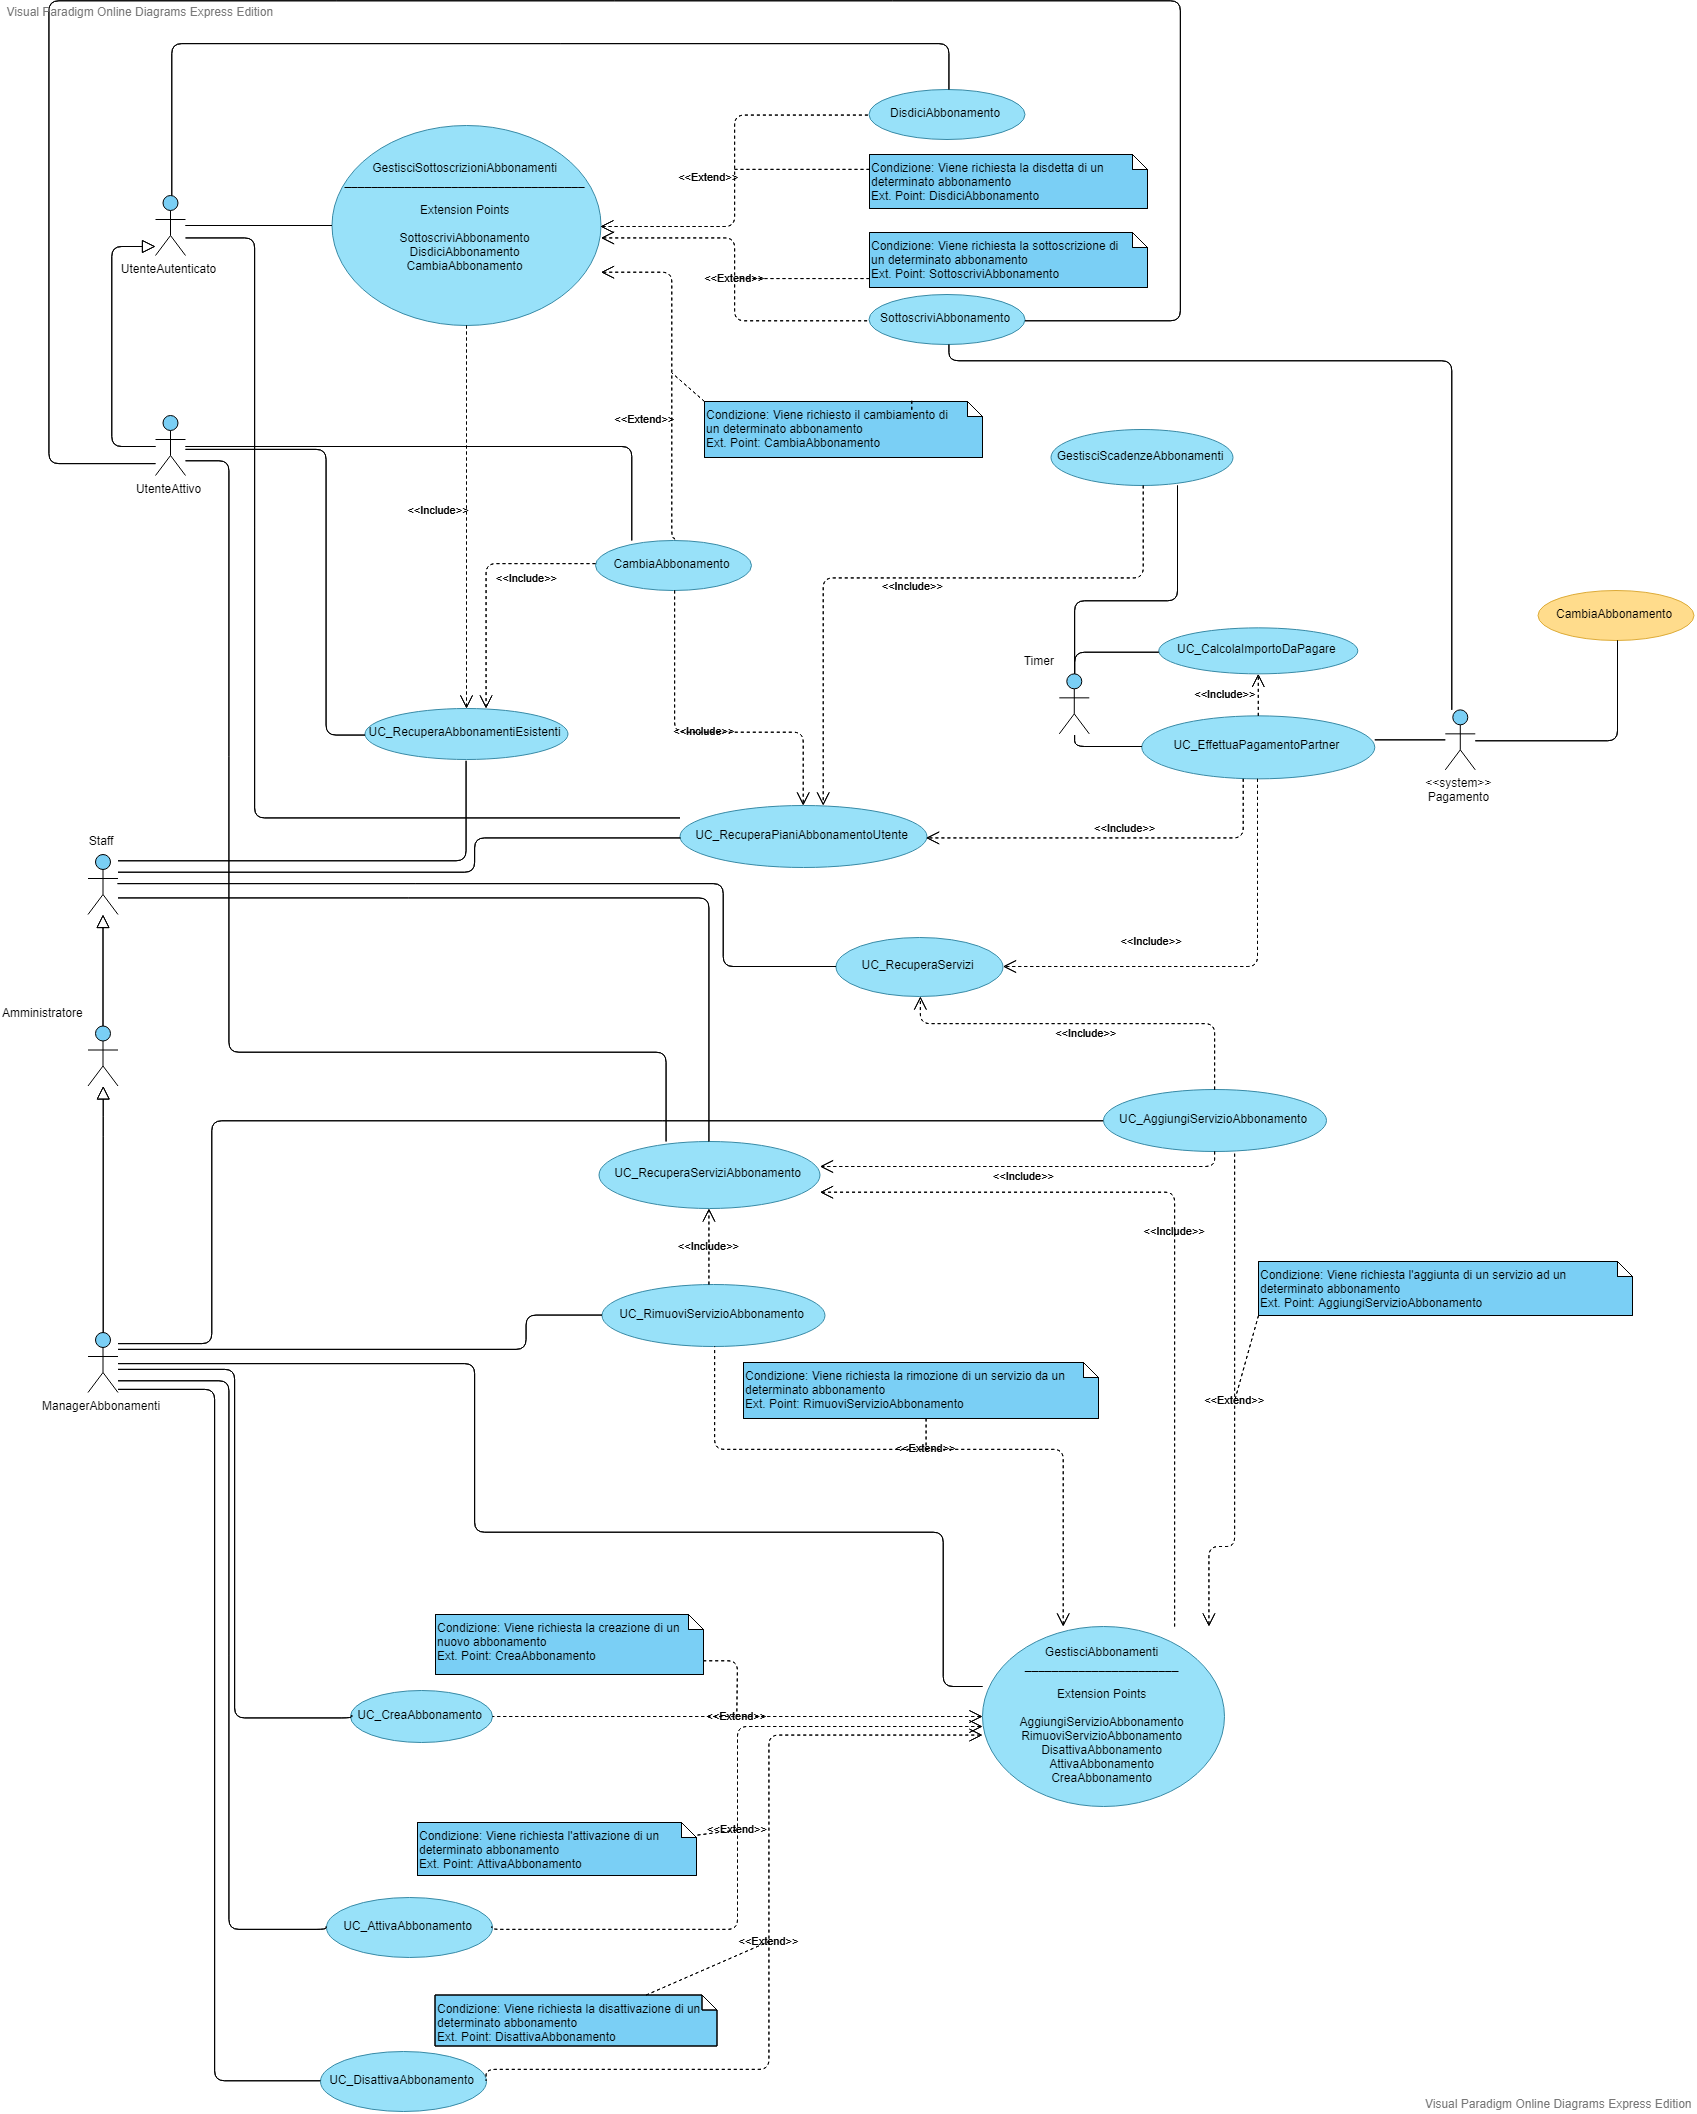 Visual Paradigm Online Diagrams Express Edition
DisdiciAbbonamento
GestisciSottoscrizioniAbbonamenti
Extension Points
SottoscriviAbbonamento
DisdiciAbbonamento
CambiaAbbonamento
<<Extend>>
Condizione: Viene richiesta la disdetta di un
determinato abbonamento
Ext. Point: DisdiciAbbonamento
UtenteAutenticato
Condizione: Viene richiesta la sottoscrizione di
un determinato abbonamento
Ext. Point: SottoscriviAbbonamento
<<Extend>>
SottoscriviAbbonamento
<<Extend>>
Condizione: Viene richiesto il cambiamento di
un determinato abbonamento
Ext. Point: CambiaAbbonamento
GestisciScadenzeAbbonamenti
UtenteAttivo
<<Include>>
CambiaAbbonamento
<<Include>>
<<Include>>
CambiaAbbonamento
UC_CalcolaImportoDaPagare
Timer
<<Include>>
UC_RecuperaAbbonamentiEsistenti
<<Include>>
UC_EffettuaPagamentoPartner
<<system>>
Pagamento
<<Include>>
UC_RecuperaPianiAbbonamentoUtente
Staff
<<Include>>
UC_RecuperaServizi
Amministratore
<<Include>>
UC_AggiungiServizioAbbonamento
UC_RecuperaServiziAbbonamento
<<Include>>
<<Include>>
<<Include>>
Condizione: Viene richiesta l'aggiunta di un servizio ad un
determinato abbonamento
Ext. Point: AggiungiServizioAbbonamento
UC_RimuoviServizioAbbonamento
Condizione: Viene richiesta la rimozione di un servizio da un
determinato abbonamento
Ext. Point: RimuoviServizioAbbonamento
<<Extend>>
ManagerAbbonamenti
<<Extend>>
Condizione: Viene richiesta la creazione di un
nuovo abbonamento
Ext. Point: CreaAbbonamento
GestisciAbbonamenti
Extension Points
AggiungiServizioAbbonamento
RimuoviServizioAbbonamento
DisattivaAbbonamento
AttivaAbbonamento
CreaAbbonamento
UC_CreaAbbonamento
<<Extend>>
<<Extend>>
Condizione: Viene richiesta l'attivazione di un
determinato abbonamento
Ext. Point: AttivaAbbonamento
UC_AttivaAbbonamento
<<Extend>>
Condizione: Viene richiesta la disattivazione di un
determinato abbonamento
Ext. Point: DisattivaAbbonamento
UC_DisattivaAbbonamento
Visual Paradigm Online Diagrams Express Edition